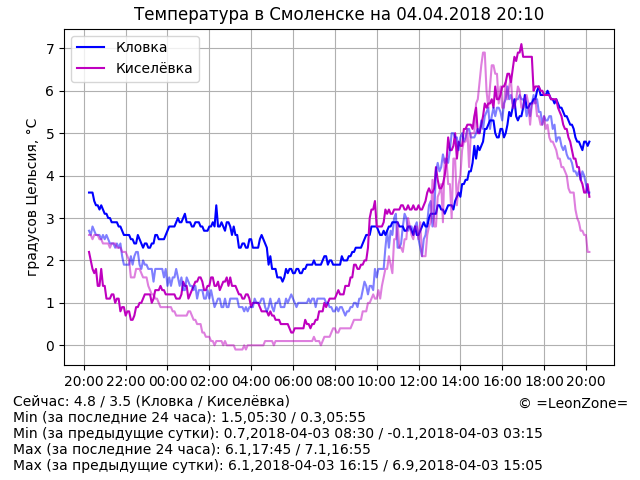 Температура в Смоленске на 04.04.2018 20:10
Кловка
Киселёвка
градусов Цельсия, °C
7
6
5
4
3
2
1
0
20:00 22:00 00:00 02:00 04:00 06:00 08:00 10:00 12:00 14:00 16:00 18:00 20:00
Сейчас: 4.8 / 3.5 (Кловка / Киселёвка)
© =LeonZone=
Min (за последние 24 часа): 1.5,05:30 / 0.3,05:55
Min (за предыдущие сутки): 0.7,2018-04-03 08:30 / -0.1,2018-04-03 03:15
Max (за последние 24 часа): 6.1,17:45 / 7.1,16:55
Max (за предыдущие сутки): 6.1,2018-04-03 16:15 / 6.9,2018-04-03 15:05